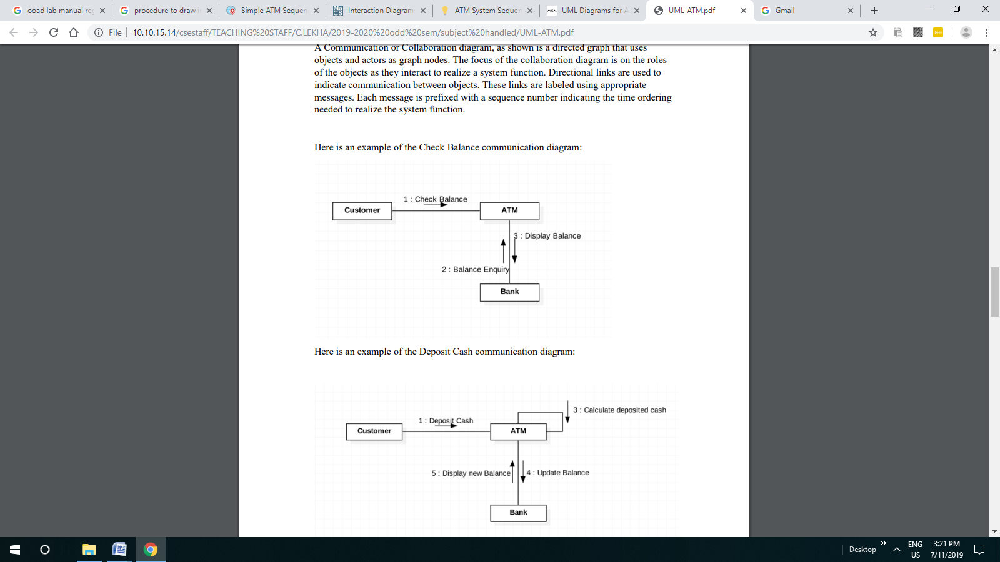 ooad lab manual re
procedure to draw i
Simple ATM Sequen
Interaction Diagram
ATM System Sequen
UML Diagrams for A
UML-ATM.pdf
Gmail
File
10.10.15.14/csestaff/TEACHING%20STAFF/C.LEKHA/2019-2020%20odd%20sem/subject%20handled/UML-ATM.pdf
A Communication or Collaboration diagram, as shown is a directed graph that uses
objects and actors as graph nodes. The focus of the collaboration diagram is on the roles
of the objects as they interact to realize a system function. Directional links are used to
indicate communication between objects. These links are labeled using appropriate
messages. Each message is prefixed with a sequence number indicating the time ordering
needed to realize the system function.
Here is an example of the Check Balance communication diagram:
1 : Check Balance
Customer
ATM
3 : Display Balance
2 : Balance Enquiry
Bank
Here is an example of the Deposit Cash communication diagram:
3 : Calculate deposited cash
1 : Deposit Cash
Customer
ATM
5 : Display new Balance
4 : Update Balance
Bank
Desktop
ENG
US
3:21 PM
7/11/2019